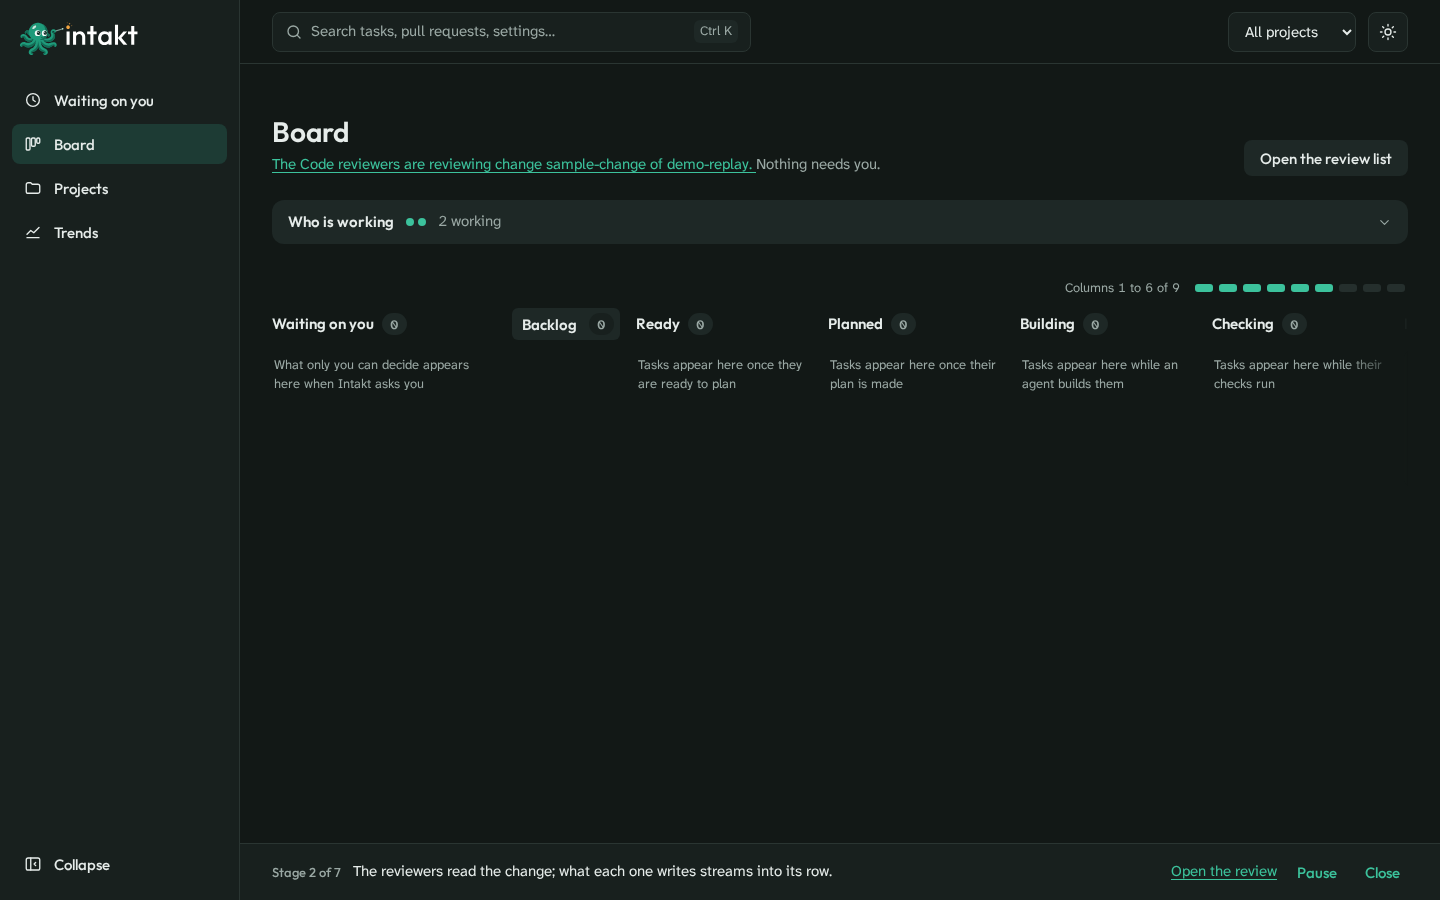 intakt
Search tasks, pull requests, settings...
Ctrl K
All projects
Waiting on you
Board
Projects
Trends
Collapse
Board
The Code reviewers are reviewing change sample-change of demo-replay. Nothing needs you.
Open the review list
Who is working
2 working
Columns 1 to 6 of 9
Waiting on you 0
Backlog 0
Ready 0
Planned 0
Building 0
Checking 0
What only you can decide appears
here when Intakt asks you
Tasks appear here once they
are ready to plan
Tasks appear here once their
plan is made
Tasks appear here while an
agent builds them
Tasks appear here while their
checks run
Stage 2 of 7
The reviewers read the change; what each one writes streams into its row.
Open the review
Pause
Close